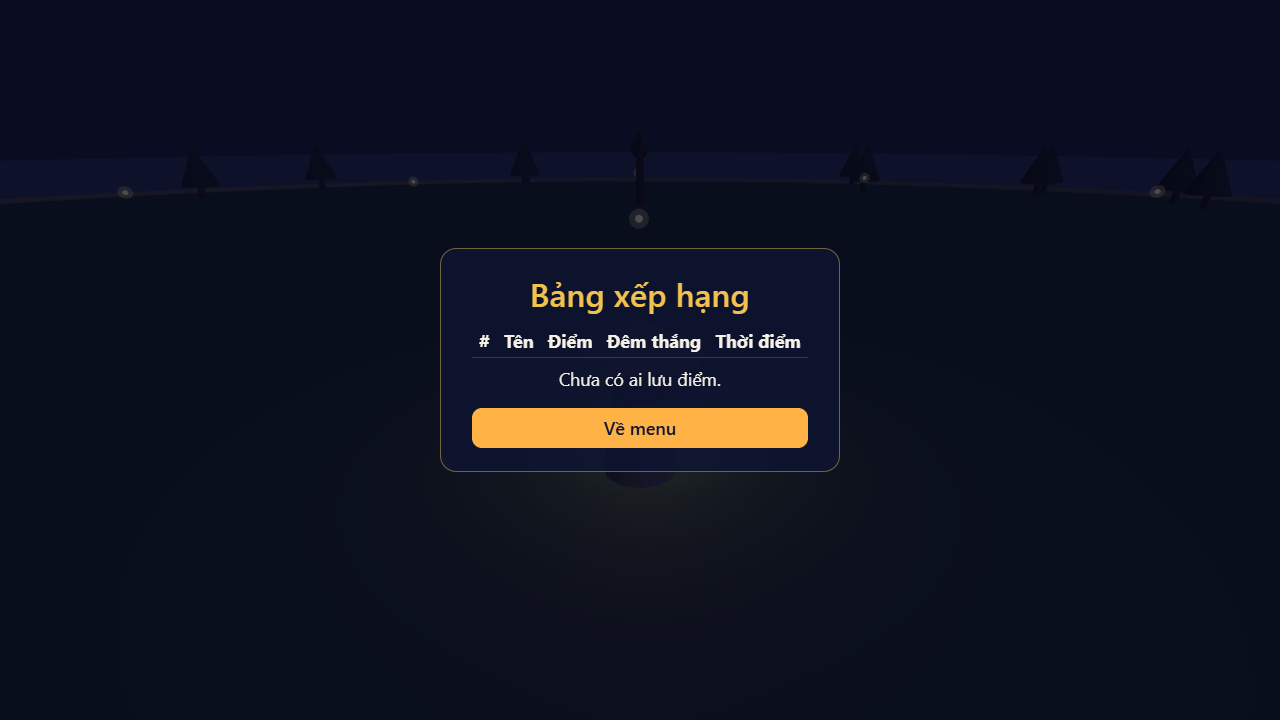 Bảng xếp hạng
# Tên Điểm Đêm thắng Thời điểm
Chưa có ai lưu điểm.
Về menu